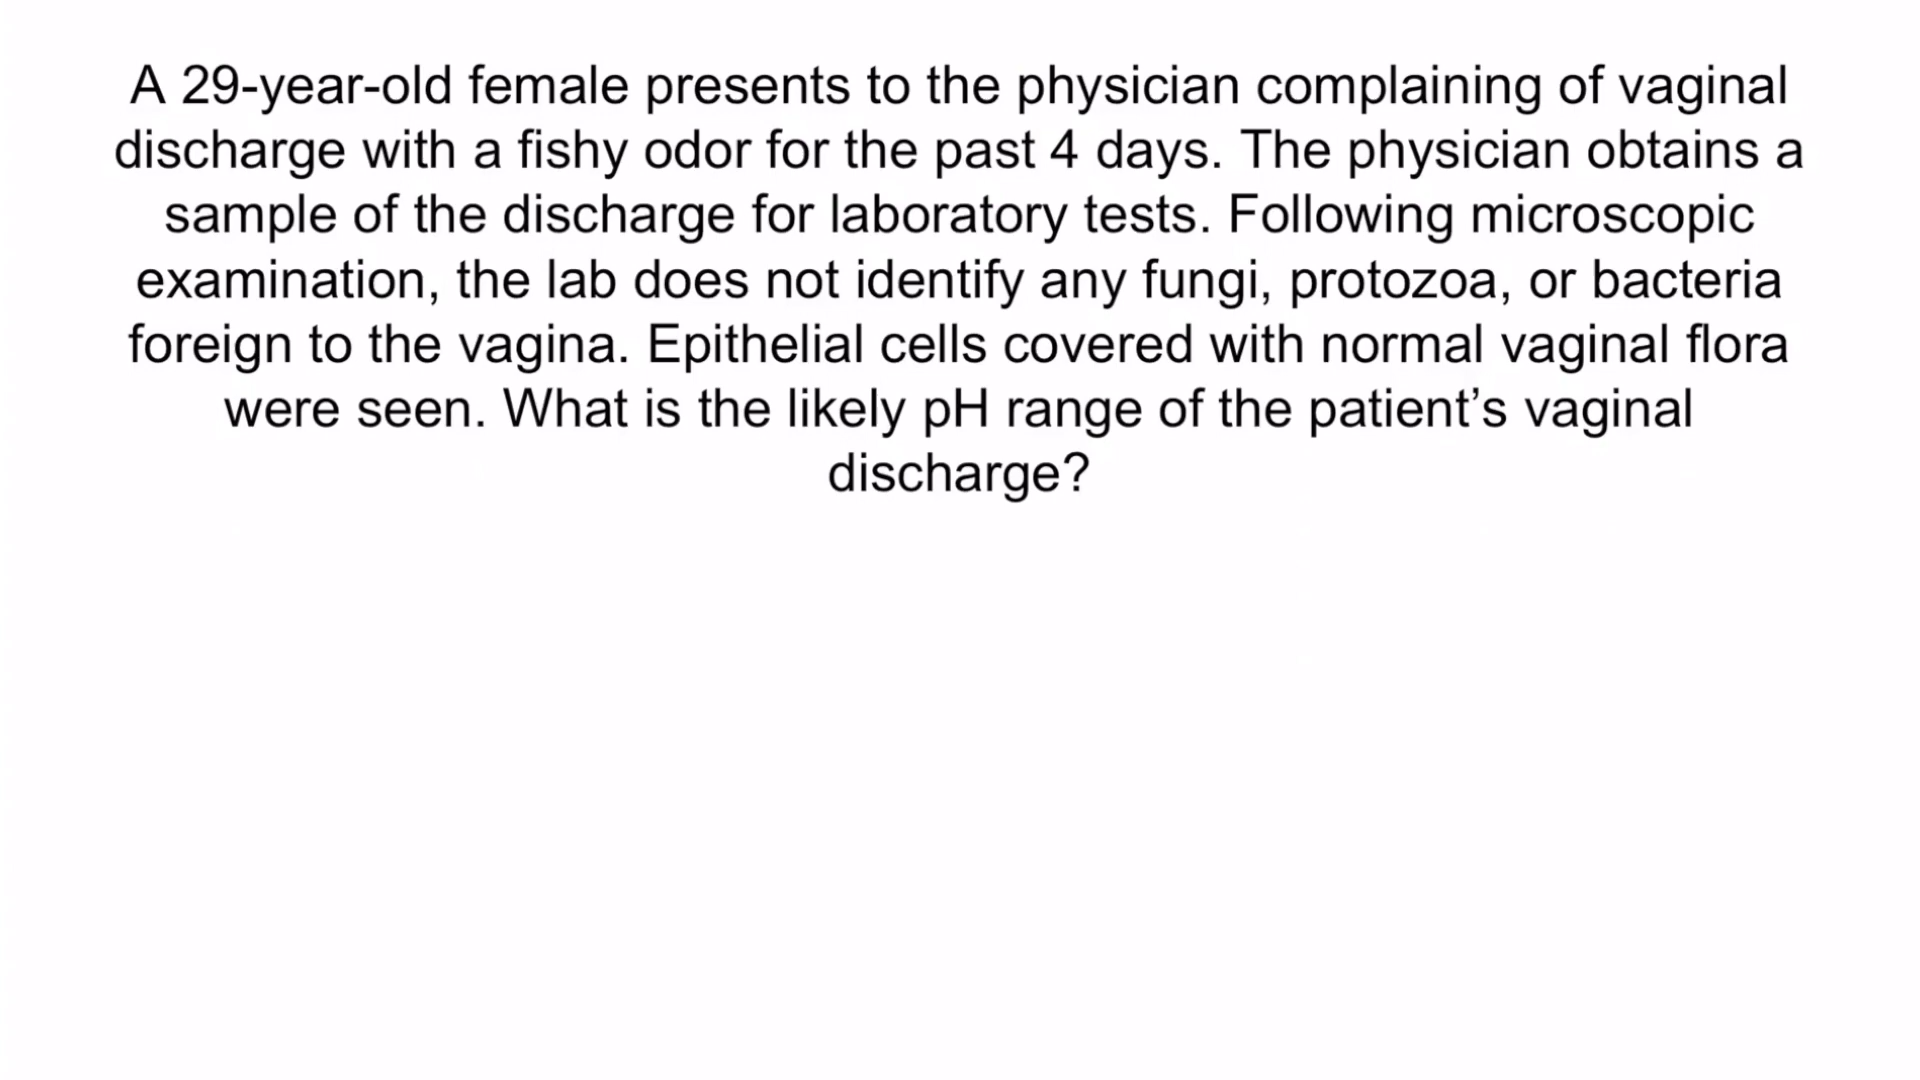 A 29-year-old female presents to the physician complaining of vaginal
discharge with a fishy odor for the past 4 days. The physician obtains a
sample of the discharge for laboratory tests. Following microscopic
examination, the lab does not identify any fungi, protozoa, or bacteria
foreign to the vagina. Epithelial cells covered with normal vaginal flora
were seen. What is the likely pH range of the patient’s vaginal
discharge?